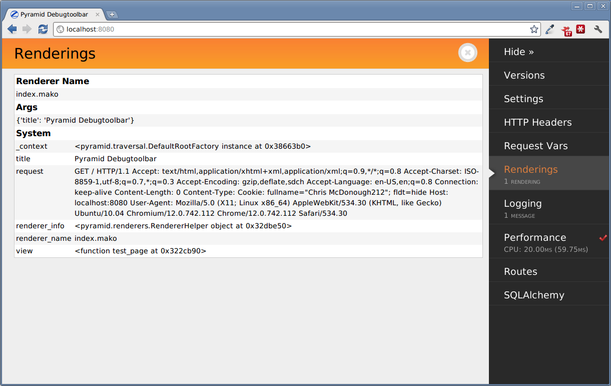 Pyramid Debugtoolbar
localhost:8080
Renderings
Renderer Name
index.mako
Args
{'title': 'Pyramid Debugtoolbar'}
System
_context <pyramid.traversal.DefaultRootFactory instance at 0x38663b0>
title Pyramid Debugtoolbar
request GET / HTTP/1.1 Accept: text/html,application/xhtml+xml,application/xml;q=0.9,*/*;q=0.8 Accept-Charset: ISO-
8859-1,utf-8;q=0.7,*;q=0.3 Accept-Encoding: gzip,deflate,sdch Accept-Language: en-US,en;q=0.8 Connection:
keep-alive Content-Length: 0 Content-Type: Cookie: fullname="Chris McDonough212"; fldt=hide Host:
localhost:8080 User-Agent: Mozilla/5.0 (X11; Linux x86_64) AppleWebKit/534.30 (KHTML, like Gecko)
Ubuntu/10.04 Chromium/12.0.742.112 Chrome/12.0.742.112 Safari/534.30
renderer_info <pyramid.renderers.RendererHelper object at 0x32dbe50>
renderer_name index.mako
view <function test_page at 0x322cb90>
Hide »
Versions
Settings
HTTP Headers
Request Vars
Renderings
1 RENDERING
Logging
1 MESSAGE
Performance
CPU: 20.00MS (59.75MS)
Routes
SQLAlchemy